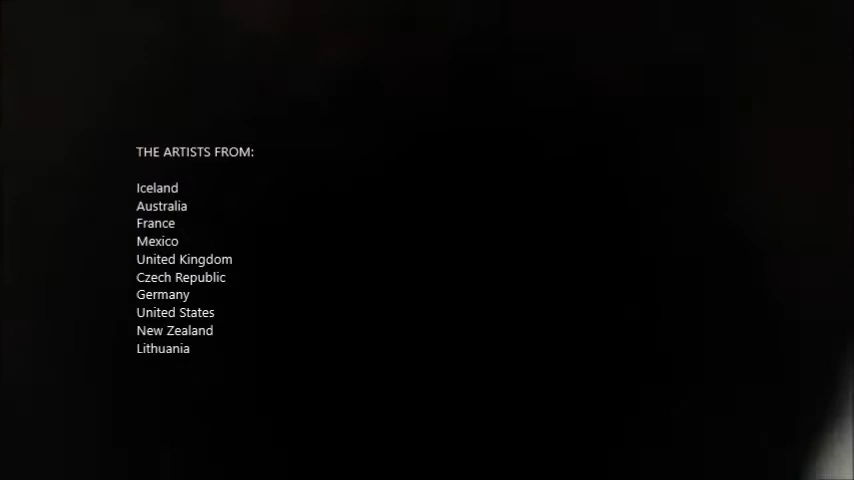 THE ARTISTS FROM:
Iceland
Australia
France
Mexico
United Kingdom
Czech Republic
Germany
United States
New Zealand
Lithuania